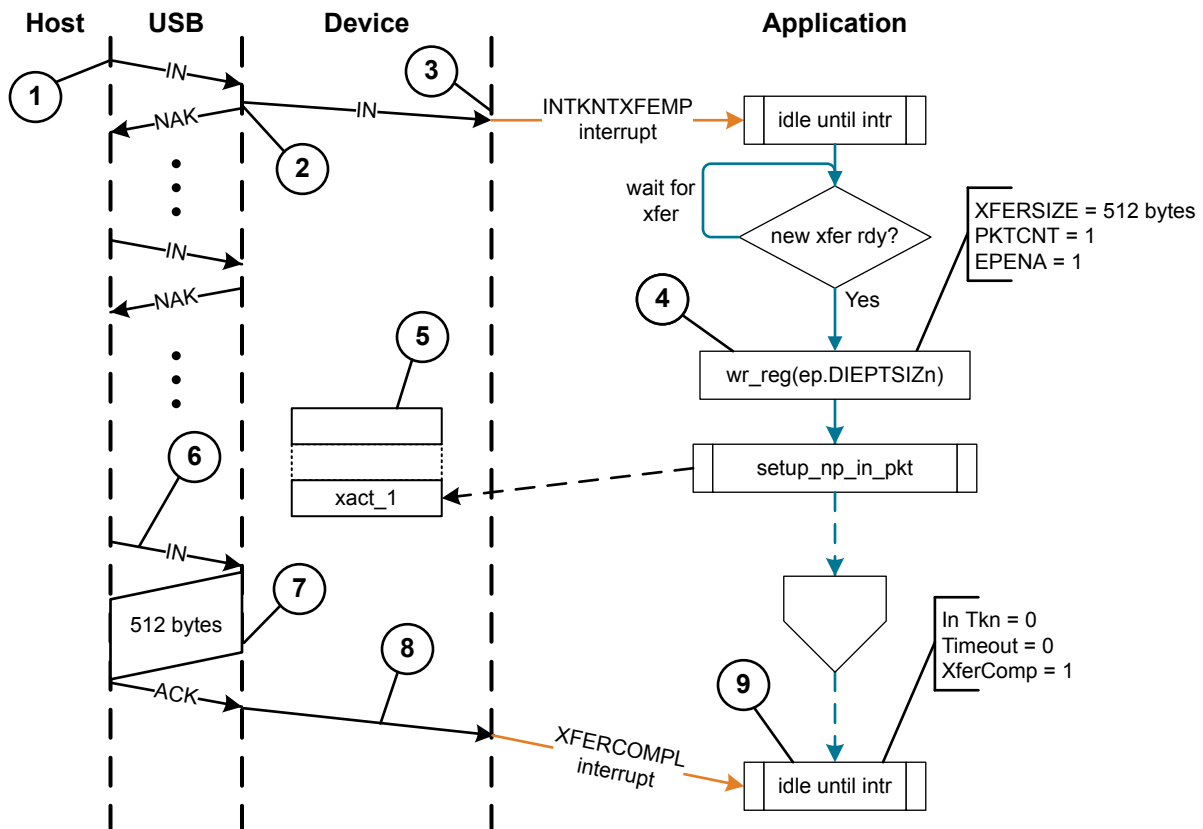 Host
USB
Device
Application
1
IN
NAK
2
IN
3
INTKNTXFEMP
interrupt
idle until intr
wait for
xfer
new xfer rdy?
Yes
XFERSIZE = 512 bytes
PKTCNT = 1
EPENA = 1
IN
NAK
4
wr_reg(ep.DIEPTSIZn)
5
setup_np_in_pkt
xact_1
6
IN
7
512 bytes
8
ACK
In Tkn = 0
Timeout = 0
XferComp = 1
9
XFERCOMPL
interrupt
idle until intr